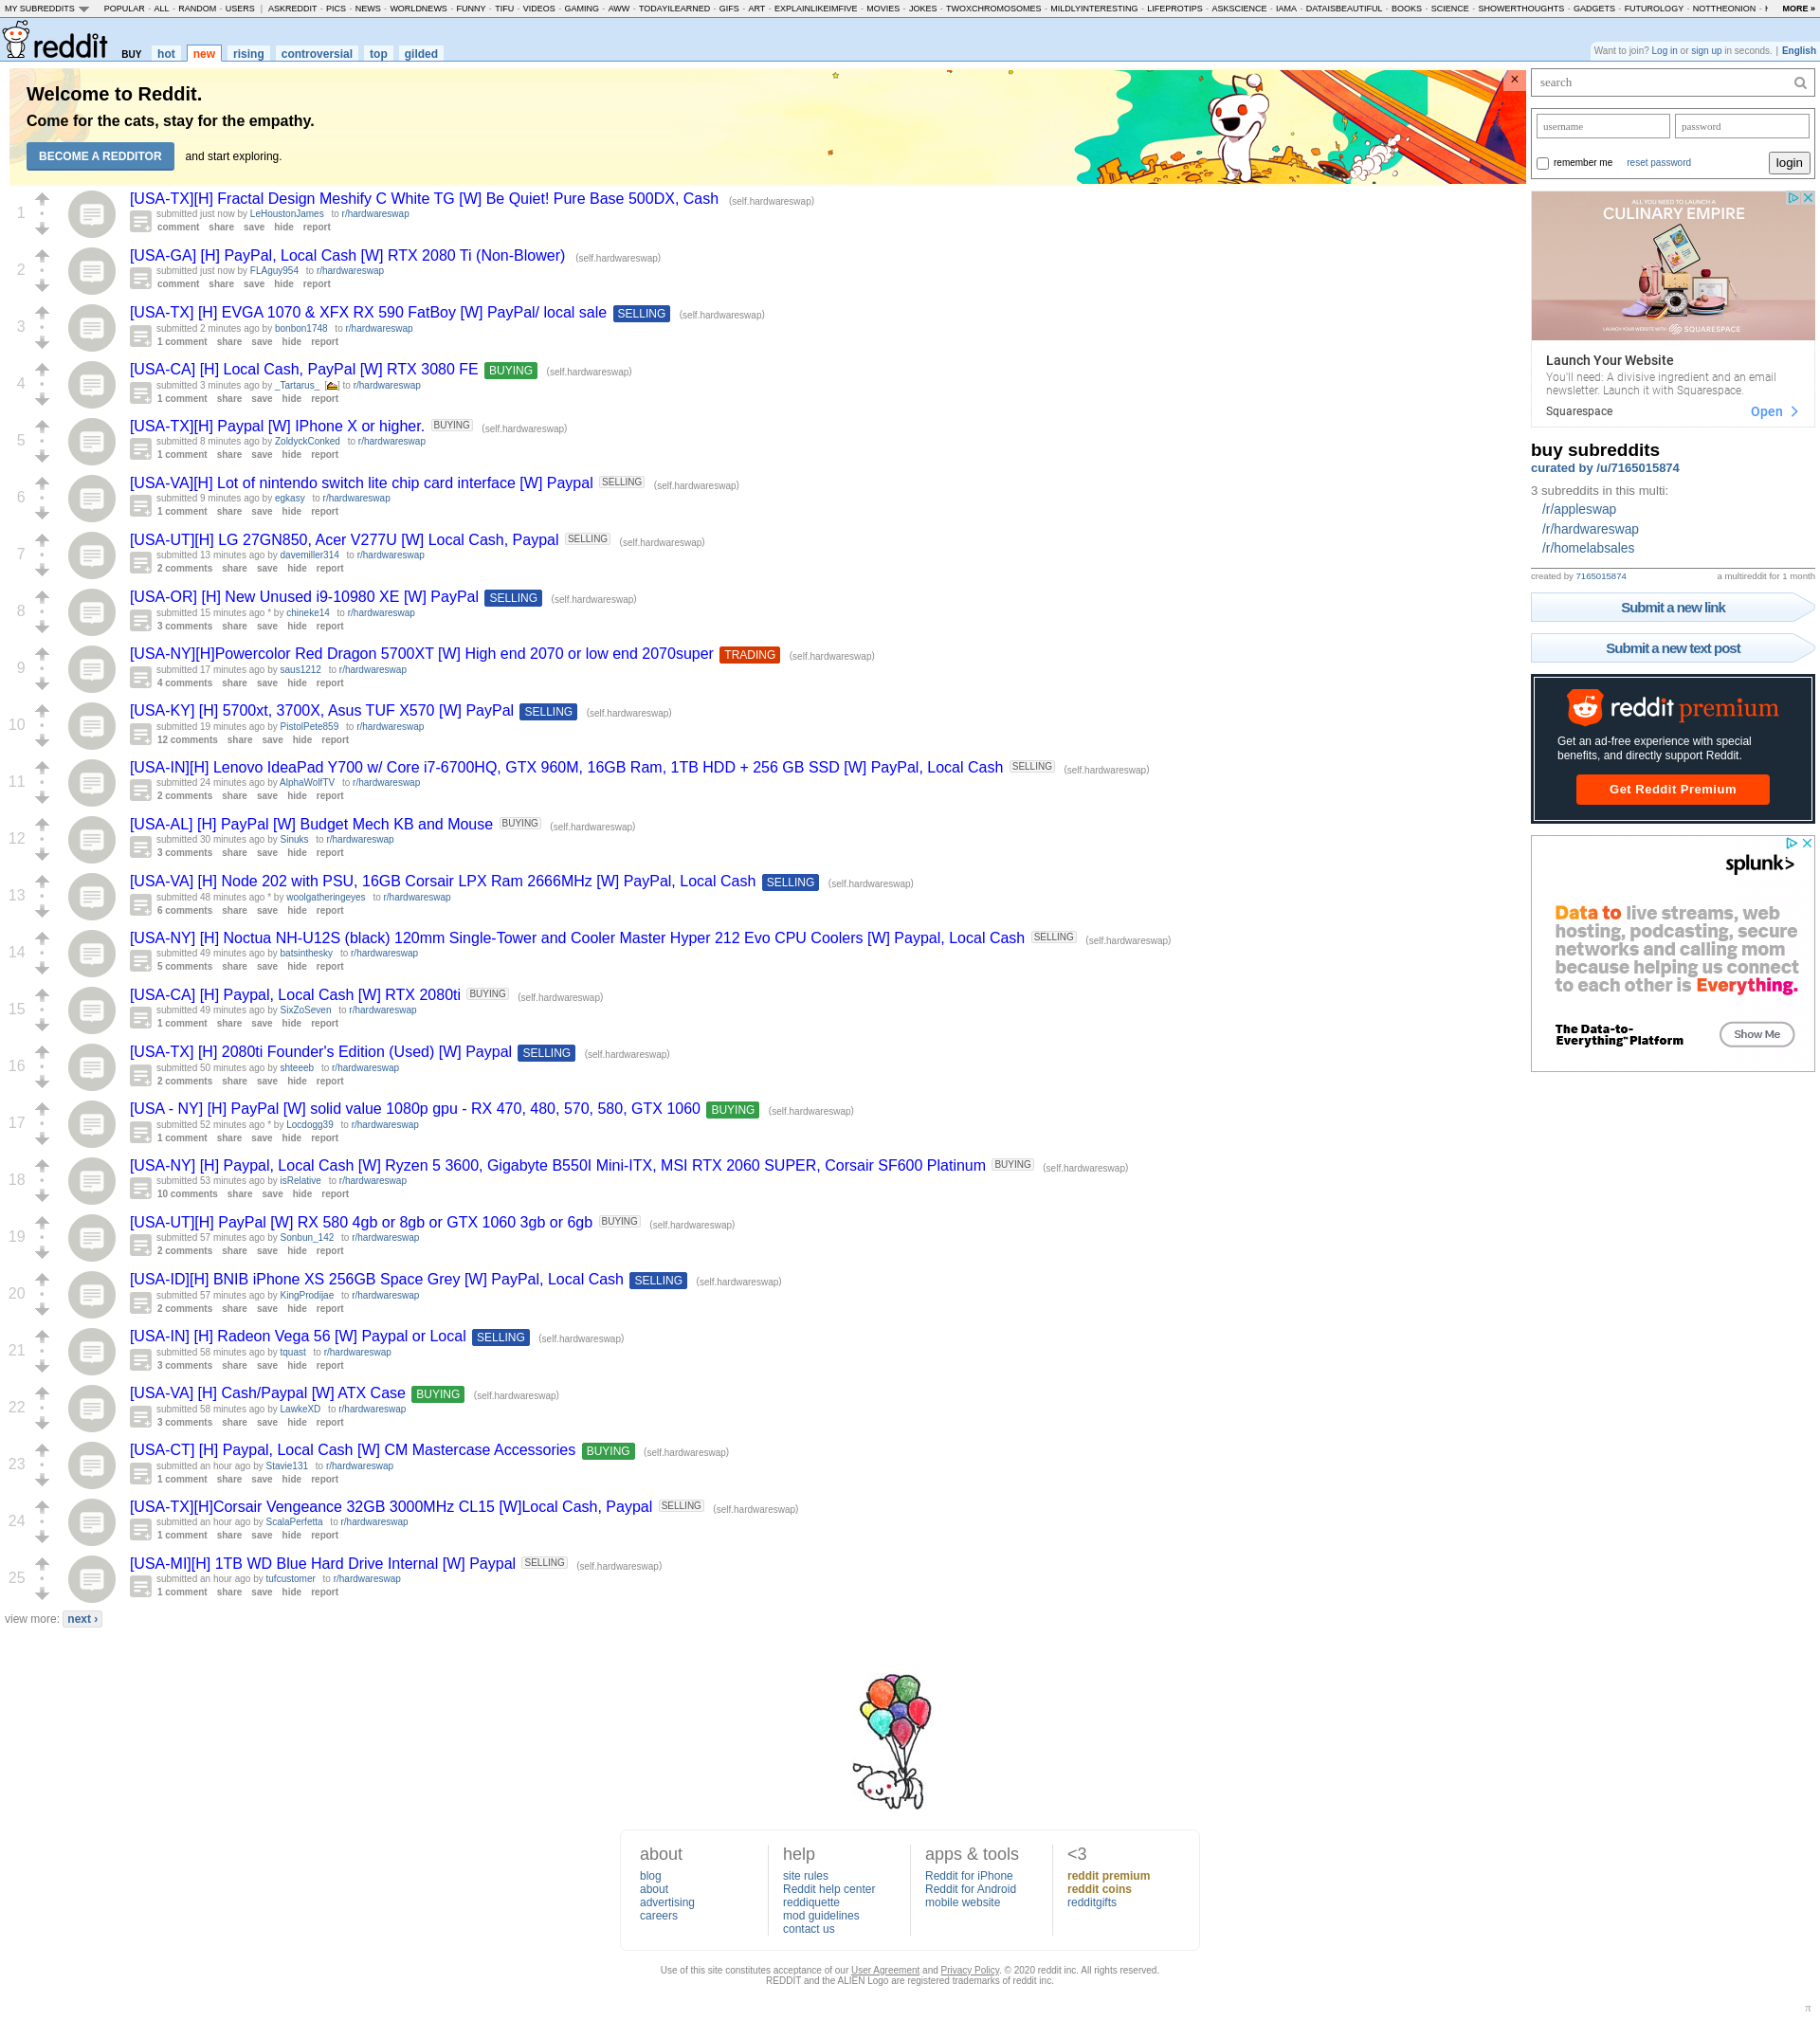 MY SUBREDDITS POPULAR - ALL - RANDOM - USERS | ASKREDDIT - PICS - NEWS - WORLDNEWS - FUNNY - TIFU - VIDEOS - GAMING - AWW - TODAYILEARNED - GIFS - ART - EXPLAINLIKEIMFIVE - MOVIES - JOKES - TWOXCHROMOSOMES - MILDLYINTERESTING - LIFEPROTIPS - ASKSCIENCE - IAMA - DATAISBEAUTIFUL - BOOKS - SCIENCE - SHOWERTHOUGHTS - GADGETS - FUTUROLOGY - NOTTHEONION - MORE »
reddit BUY hot new rising controversial top gilded
Want to join? Log in or sign up in seconds. | English
Welcome to Reddit.
Come for the cats, stay for the empathy.
BECOME A REDDITOR and start exploring.
×
1
[USA-TX][H] Fractal Design Meshify C White TG [W] Be Quiet! Pure Base 500DX, Cash (self.hardwareswap)
submitted just now by LeHoustonJames to r/hardwareswap
comment share save hide report
2
[USA-GA] [H] PayPal, Local Cash [W] RTX 2080 Ti (Non-Blower) (self.hardwareswap)
submitted just now by FLAguy954 to r/hardwareswap
comment share save hide report
3
[USA-TX] [H] EVGA 1070 & XFX RX 590 FatBoy [W] PayPal/ local sale SELLING (self.hardwareswap)
submitted 2 minutes ago by bonbon1748 to r/hardwareswap
1 comment share save hide report
4
[USA-CA] [H] Local Cash, PayPal [W] RTX 3080 FE BUYING (self.hardwareswap)
submitted 3 minutes ago by _Tartarus_ [] to r/hardwareswap
1 comment share save hide report
5
[USA-TX][H] Paypal [W] IPhone X or higher. BUYING (self.hardwareswap)
submitted 8 minutes ago by ZoldyckConked to r/hardwareswap
1 comment share save hide report
6
[USA-VA][H] Lot of nintendo switch lite chip card interface [W] Paypal SELLING (self.hardwareswap)
submitted 9 minutes ago by egkasy to r/hardwareswap
1 comment share save hide report
7
[USA-UT][H] LG 27GN850, Acer V277U [W] Local Cash, Paypal SELLING (self.hardwareswap)
submitted 13 minutes ago by davemiller314 to r/hardwareswap
2 comments share save hide report
8
[USA-OR] [H] New Unused i9-10980 XE [W] PayPal SELLING (self.hardwareswap)
submitted 15 minutes ago * by chineke14 to r/hardwareswap
3 comments share save hide report
9
[USA-NY][H]Powercolor Red Dragon 5700XT [W] High end 2070 or low end 2070super TRADING (self.hardwareswap)
submitted 17 minutes ago by saus1212 to r/hardwareswap
4 comments share save hide report
10
[USA-KY] [H] 5700xt, 3700X, Asus TUF X570 [W] PayPal SELLING (self.hardwareswap)
submitted 19 minutes ago by PistolPete859 to r/hardwareswap
12 comments share save hide report
11
[USA-IN][H] Lenovo IdeaPad Y700 w/ Core i7-6700HQ, GTX 960M, 16GB Ram, 1TB HDD + 256 GB SSD [W] PayPal, Local Cash SELLING (self.hardwareswap)
submitted 24 minutes ago by AlphaWolfTV to r/hardwareswap
2 comments share save hide report
12
[USA-AL] [H] PayPal [W] Budget Mech KB and Mouse BUYING (self.hardwareswap)
submitted 30 minutes ago by Sinuks to r/hardwareswap
3 comments share save hide report
13
[USA-VA] [H] Node 202 with PSU, 16GB Corsair LPX Ram 2666MHz [W] PayPal, Local Cash SELLING (self.hardwareswap)
submitted 48 minutes ago * by woolgatheringeyes to r/hardwareswap
6 comments share save hide report
14
[USA-NY] [H] Noctua NH-U12S (black) 120mm Single-Tower and Cooler Master Hyper 212 Evo CPU Coolers [W] Paypal, Local Cash SELLING (self.hardwareswap)
submitted 49 minutes ago by batsinthesky to r/hardwareswap
5 comments share save hide report
15
[USA-CA] [H] Paypal, Local Cash [W] RTX 2080ti BUYING (self.hardwareswap)
submitted 49 minutes ago by SixZoSeven to r/hardwareswap
1 comment share save hide report
16
[USA-TX] [H] 2080ti Founder's Edition (Used) [W] Paypal SELLING (self.hardwareswap)
submitted 50 minutes ago by shteeeb to r/hardwareswap
2 comments share save hide report
17
[USA - NY] [H] PayPal [W] solid value 1080p gpu - RX 470, 480, 570, 580, GTX 1060 BUYING (self.hardwareswap)
submitted 52 minutes ago * by Locdogg39 to r/hardwareswap
1 comment share save hide report
18
[USA-NY] [H] Paypal, Local Cash [W] Ryzen 5 3600, Gigabyte B550I Mini-ITX, MSI RTX 2060 SUPER, Corsair SF600 Platinum BUYING (self.hardwareswap)
submitted 53 minutes ago by isRelative to r/hardwareswap
10 comments share save hide report
19
[USA-UT][H] PayPal [W] RX 580 4gb or 8gb or GTX 1060 3gb or 6gb BUYING (self.hardwareswap)
submitted 57 minutes ago by Sonbun_142 to r/hardwareswap
2 comments share save hide report
20
[USA-ID][H] BNIB iPhone XS 256GB Space Grey [W] PayPal, Local Cash SELLING (self.hardwareswap)
submitted 57 minutes ago by KingProdijae to r/hardwareswap
2 comments share save hide report
21
[USA-IN] [H] Radeon Vega 56 [W] Paypal or Local SELLING (self.hardwareswap)
submitted 58 minutes ago by tquast to r/hardwareswap
3 comments share save hide report
22
[USA-VA] [H] Cash/Paypal [W] ATX Case BUYING (self.hardwareswap)
submitted 58 minutes ago by LawkeXD to r/hardwareswap
3 comments share save hide report
23
[USA-CT] [H] Paypal, Local Cash [W] CM Mastercase Accessories BUYING (self.hardwareswap)
submitted an hour ago by Stavie131 to r/hardwareswap
1 comment share save hide report
24
[USA-TX][H]Corsair Vengeance 32GB 3000MHz CL15 [W]Local Cash, Paypal SELLING (self.hardwareswap)
submitted an hour ago by ScalaPerfetta to r/hardwareswap
1 comment share save hide report
25
[USA-MI][H] 1TB WD Blue Hard Drive Internal [W] Paypal SELLING (self.hardwareswap)
submitted an hour ago by tufcustomer to r/hardwareswap
1 comment share save hide report
view more: next ›
search
username password
remember me reset password login
ALL YOU NEED TO LAUNCH A
CULINARY EMPIRE
LAUNCH YOUR WEBSITE WITH SQUARESPACE
Launch Your Website
You'll need: A divisive ingredient and an email
newsletter. Launch it with Squarespace.
Squarespace Open
buy subreddits
curated by /u/7165015874
3 subreddits in this multi:
/r/appleswap
/r/hardwareswap
/r/homelabsales
created by 7165015874 a multireddit for 1 month
Submit a new link
Submit a new text post
reddit premium
Get an ad-free experience with special
benefits, and directly support Reddit.
Get Reddit Premium
splunk>
Data to live streams, web
hosting, podcasting, secure
networks and calling mom
because helping us connect
to each other is Everything.
The Data-to-
Everything™ Platform
Show Me
about
blog
about
advertising
careers
help
site rules
Reddit help center
reddiquette
mod guidelines
contact us
apps & tools
Reddit for iPhone
Reddit for Android
mobile website
<3
reddit premium
reddit coins
redditgifts
Use of this site constitutes acceptance of our User Agreement and Privacy Policy. © 2020 reddit inc. All rights reserved.
REDDIT and the ALIEN Logo are registered trademarks of reddit inc.
π